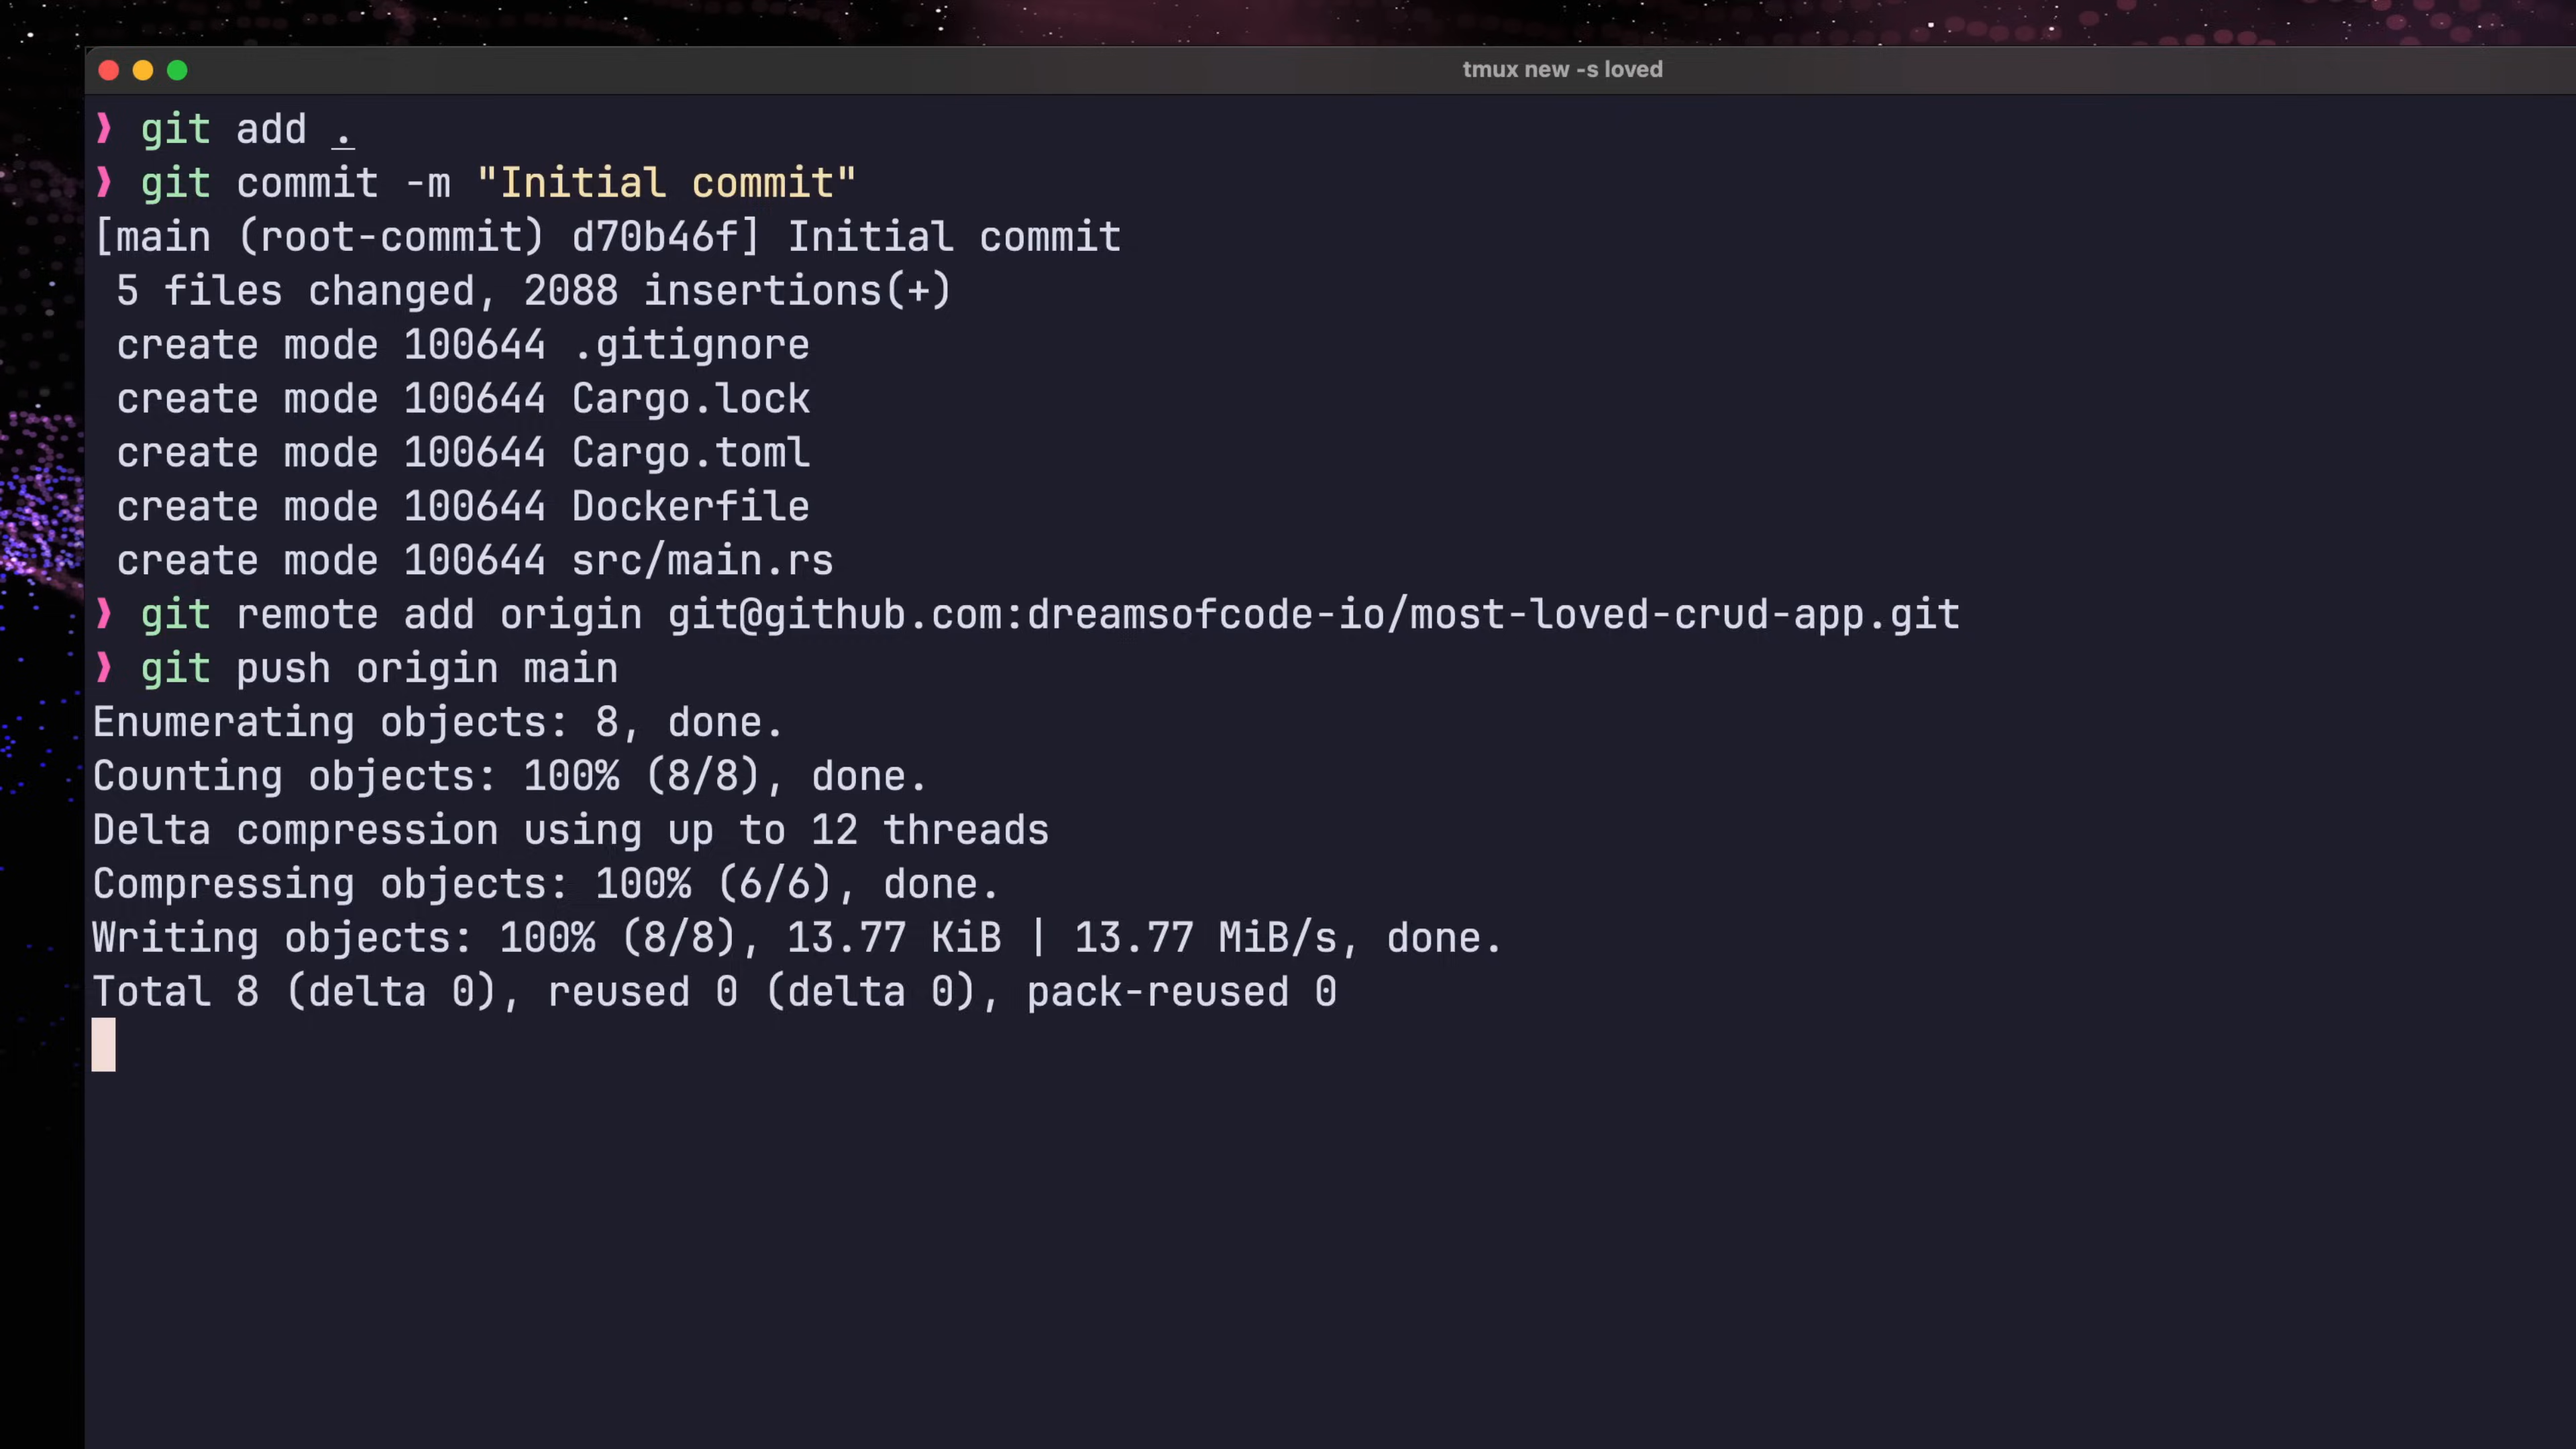 tmux new -s loved
❱ git add .
❱ git commit -m "Initial commit"
[main (root-commit) d70b46f] Initial commit
 5 files changed, 2088 insertions(+)
 create mode 100644 .gitignore
 create mode 100644 Cargo.lock
 create mode 100644 Cargo.toml
 create mode 100644 Dockerfile
 create mode 100644 src/main.rs
❱ git remote add origin git@github.com:dreamsofcode-io/most-loved-crud-app.git
❱ git push origin main
Enumerating objects: 8, done.
Counting objects: 100% (8/8), done.
Delta compression using up to 12 threads
Compressing objects: 100% (6/6), done.
Writing objects: 100% (8/8), 13.77 KiB | 13.77 MiB/s, done.
Total 8 (delta 0), reused 0 (delta 0), pack-reused 0